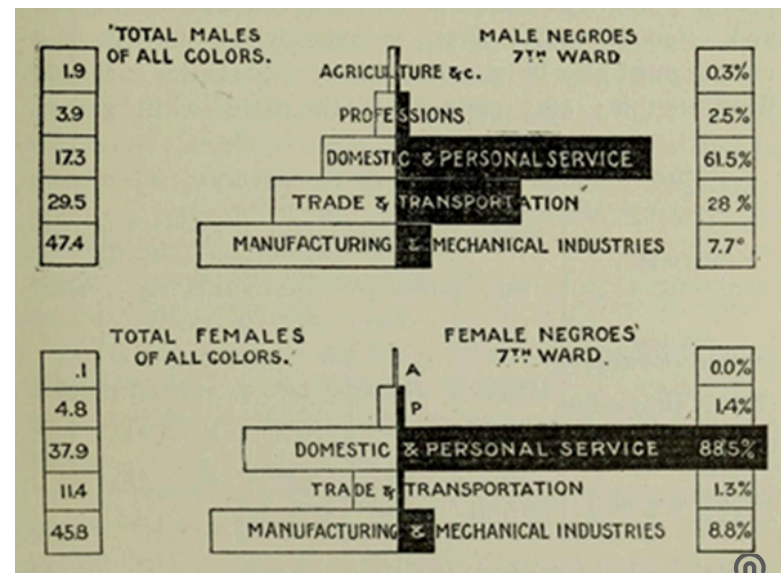 TOTAL MALES
OF ALL COLORS.
MALE NEGROES
7TH WARD
1.9 AGRICULTURE &c. 0.3%
3.9 PROFESSIONS 2.5%
17.3 DOMESTIC & PERSONAL SERVICE 61.5%
29.5 TRADE & TRANSPORTATION 28 %
47.4 MANUFACTURING & MECHANICAL INDUSTRIES 7.7°
TOTAL FEMALES
OF ALL COLORS.
FEMALE NEGROES
7TH WARD
.1 A 0.0%
4.8 P 1.4%
37.9 DOMESTIC & PERSONAL SERVICE 88.5%
11.4 TRADE & TRANSPORTATION 1.3%
45.8 MANUFACTURING & MECHANICAL INDUSTRIES 8.8%